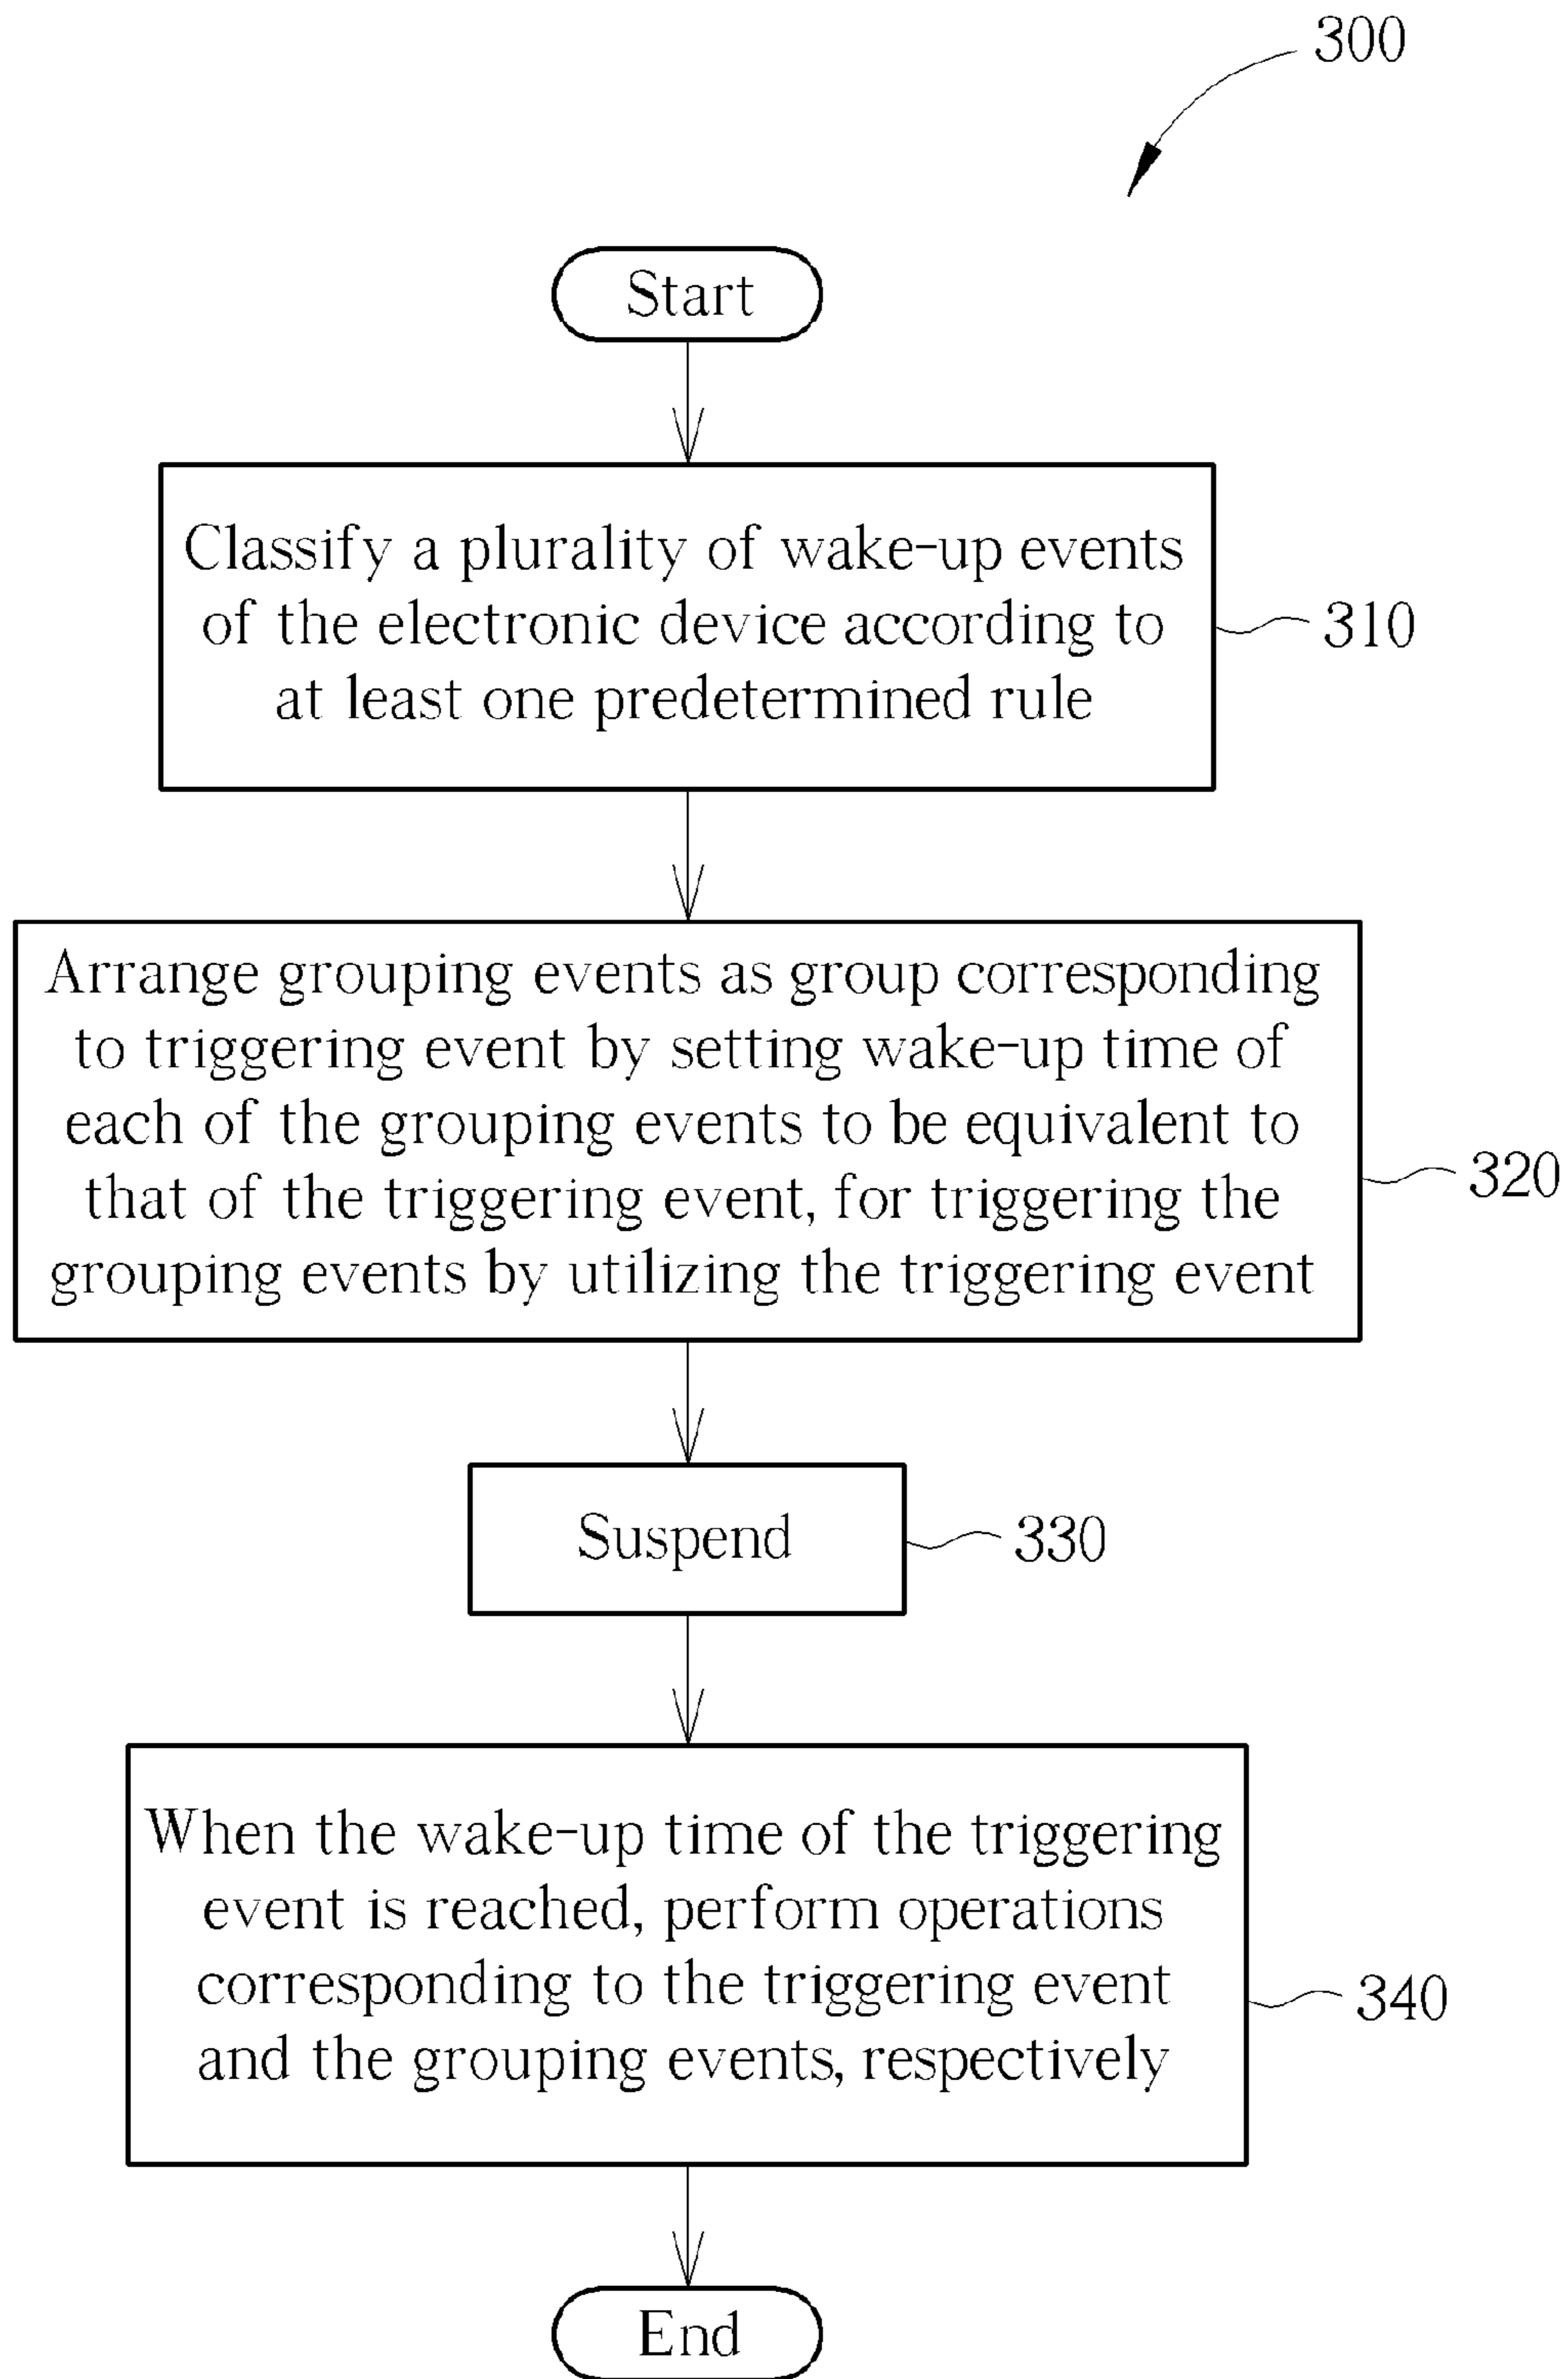 300
Start
Classify a plurality of wake-up events
of the electronic device according to
at least one predetermined rule
310
Arrange grouping events as group corresponding
to triggering event by setting wake-up time of
each of the grouping events to be equivalent to
that of the triggering event, for triggering the
grouping events by utilizing the triggering event
320
Suspend
330
When the wake-up time of the triggering
event is reached, perform operations
corresponding to the triggering event
and the grouping events, respectively
340
End